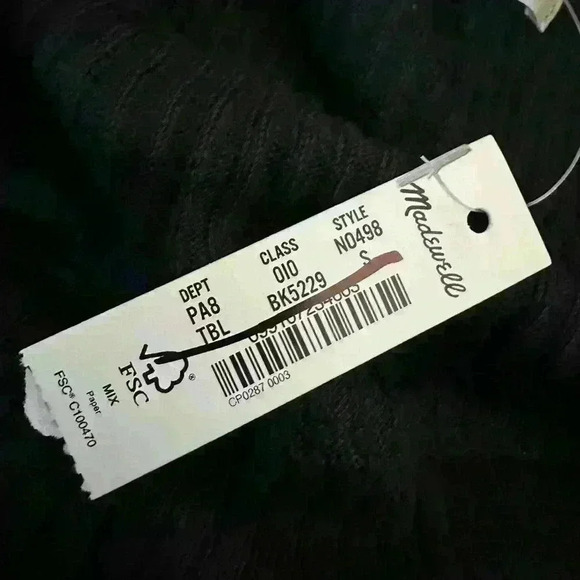 Madewell
DEPT CLASS STYLE
PA8 010 N0498
TBL BK5229 S
CP0287 0003
FSC
®
MIX
Paper
FSC® C100470